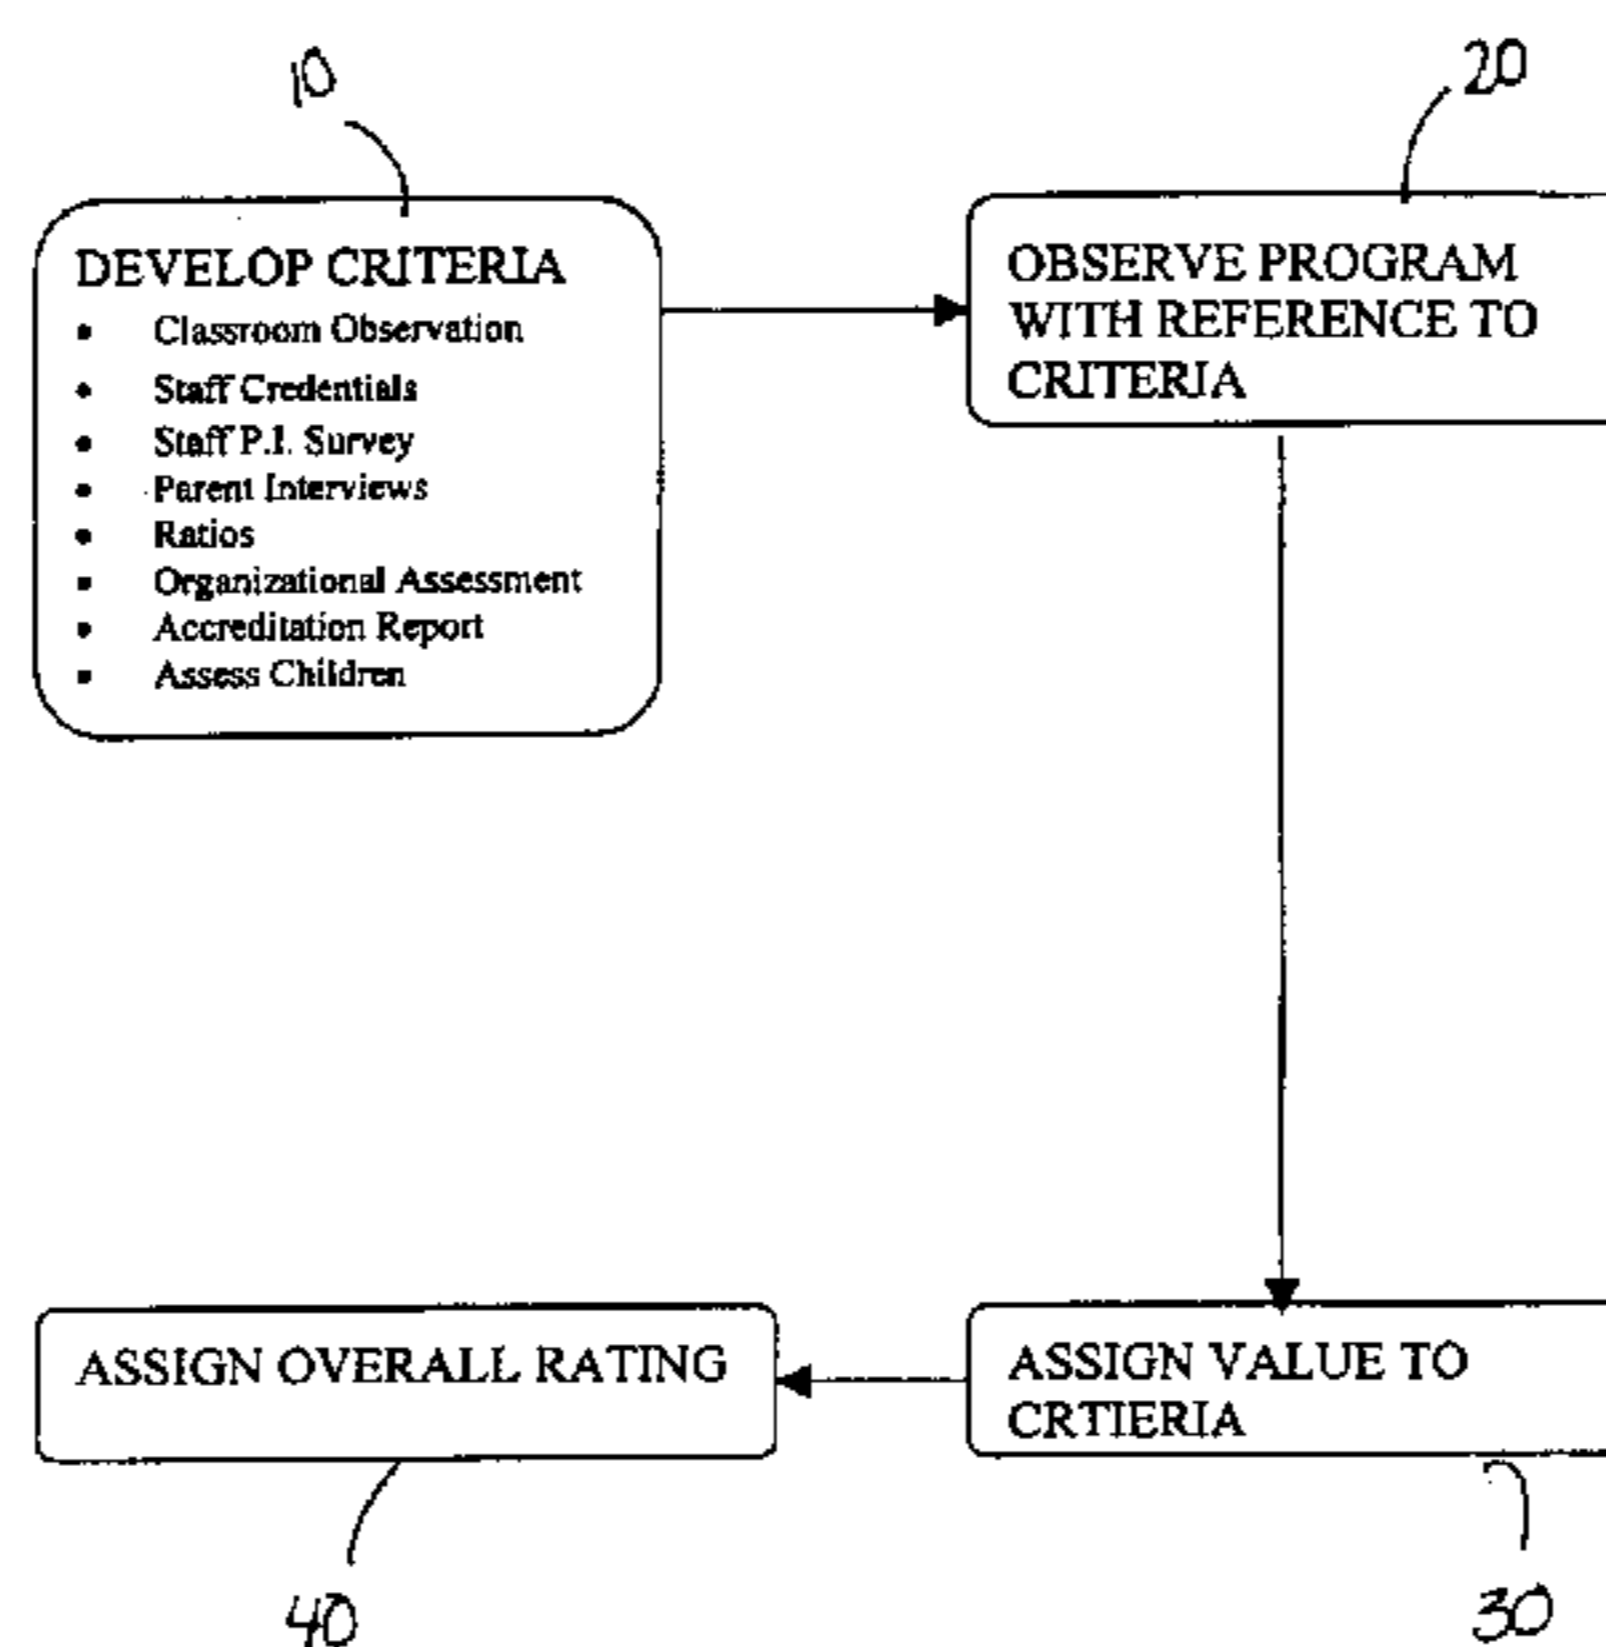 10
20
DEVELOP CRITERIA
• Classroom Observation
• Staff Credentials
• Staff P.I. Survey
• Parent Interviews
• Ratios
• Organizational Assessment
• Accreditation Report
• Assess Children
OBSERVE PROGRAM
WITH REFERENCE TO
CRITERIA
ASSIGN OVERALL RATING
ASSIGN VALUE TO
CRTIERIA
40
30